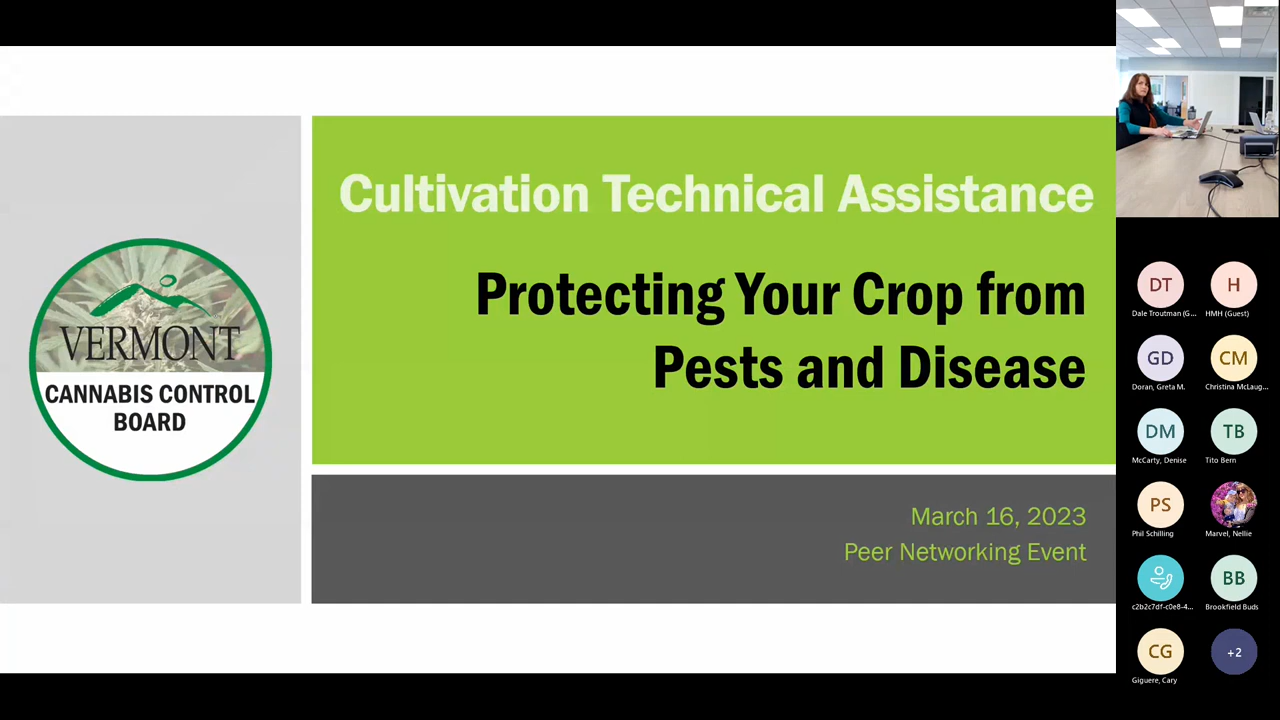 VERMONT
CANNABIS CONTROL
BOARD
Cultivation Technical Assistance
Protecting Your Crop from
Pests and Disease
March 16, 2023
Peer Networking Event
DT
H
Dale Troutman (G...
HMH (Guest)
GD
CM
Doran, Greta M.
Christina McLaug...
DM
TB
McCarty, Denise
Tito Bern
PS
Phil Schilling
Marvel, Nellie
BB
c2b2c7df-c0e8-4...
Brookfield Buds
CG
+2
Giguere, Cary